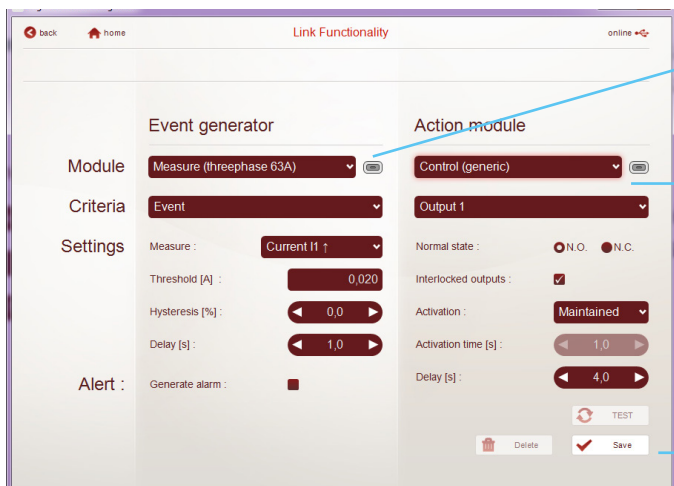 back home Link Functionality online
Event generator Action module
Module Measure (threephase 63A) Control (generic)
Criteria Event Output 1
Settings Measure : Current I1 ↑ Normal state : N.O. N.C.
Threshold [A] : 0,020 Interlocked outputs :
Hysteresis [%] : 0,0 Activation : Maintained
Delay [s] : 1,0 Activation time [s] : 1,0
Alert : Generate alarm : Delay [s] : 4,0
TEST
Delete Save